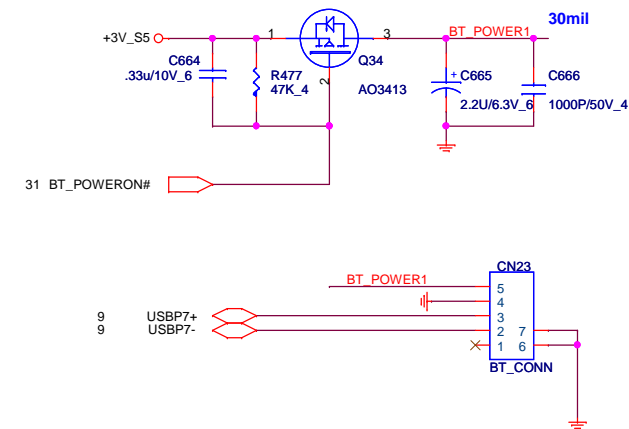 30mil
+3V_S5 1 3 BT_POWER1
C664 Q34 + C665 C666
.33u/10V_6 R477 2
47K_4 AO3413 2.2U/6.3V_6 1000P/50V_4
31 BT_POWERON#
CN23
BT_POWER1 5
4
9 USBP7+ 3
9 USBP7- 2 7
1 6
BT_CONN